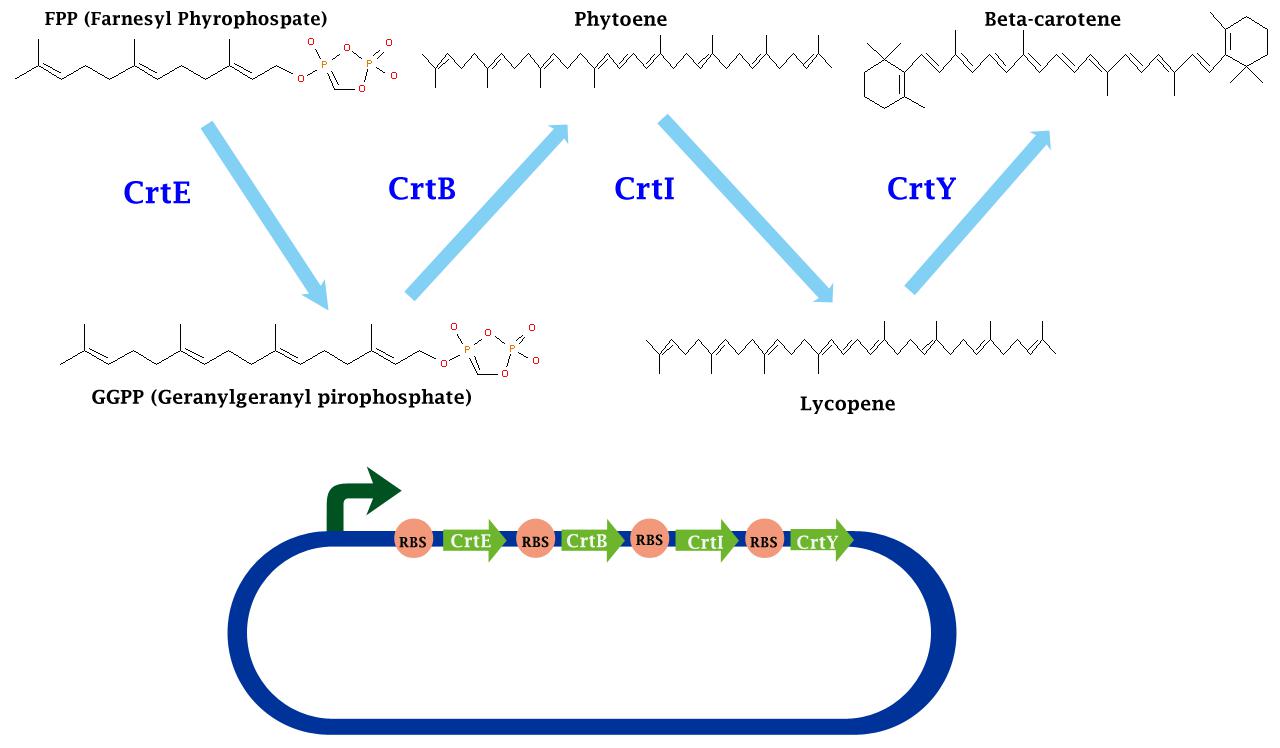 FPP (Farnesyl Phyrophospate)
Phytoene
Beta-carotene
O
O
O
P
P
O
O
O
CrtE
CrtB
CrtI
CrtY
O
O
O
P
P
O
O
O
GGPP (Geranylgeranyl pirophosphate)
Lycopene
RBS CrtE RBS CrtB RBS CrtI RBS CrtY